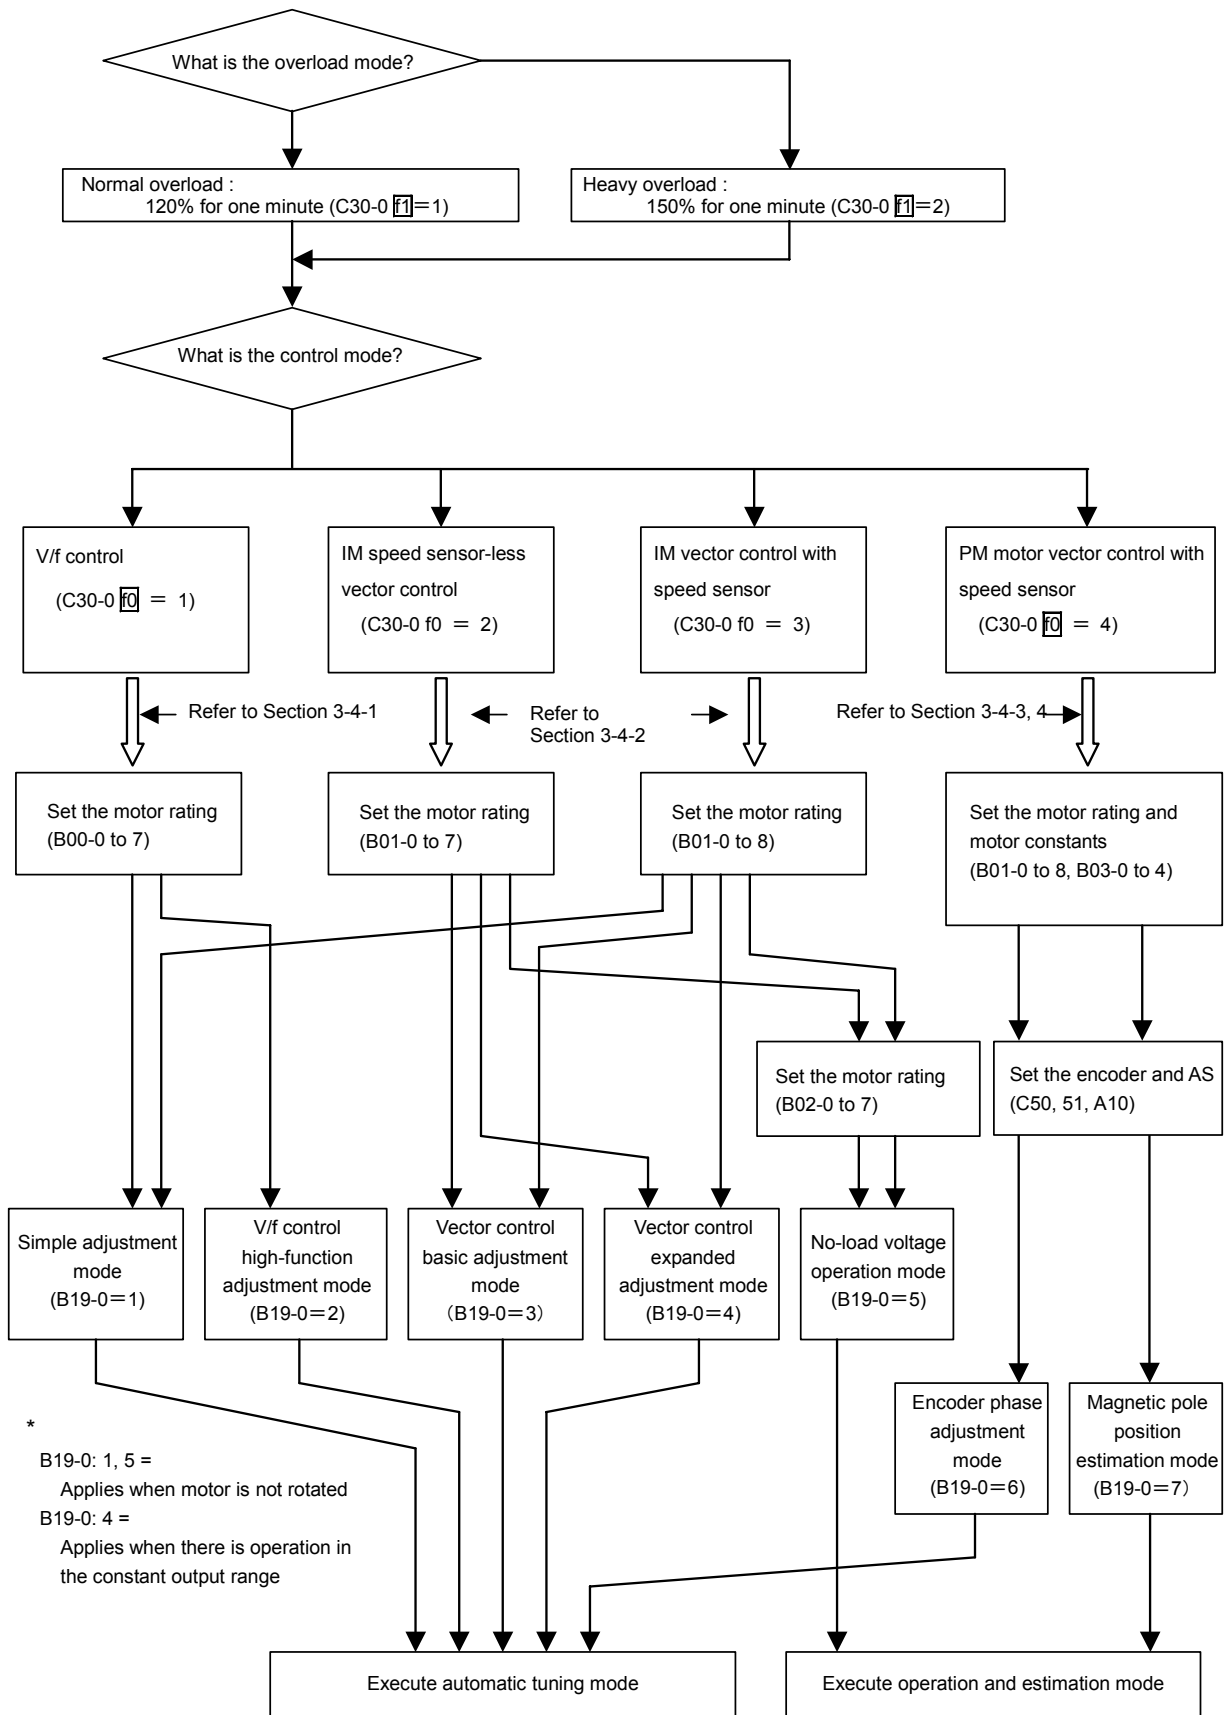 What is the overload mode?
Normal overload :
120% for one minute (C30-0 f1=1)
Heavy overload :
150% for one minute (C30-0 f1=2)
What is the control mode?
V/f control
(C30-0 f0 = 1)
IM speed sensor-less
vector control
(C30-0 f0 = 2)
IM vector control with
speed sensor
(C30-0 f0 = 3)
PM motor vector control with
speed sensor
(C30-0 f0 = 4)
Refer to Section 3-4-1
Refer to
Section 3-4-2
Refer to Section 3-4-3, 4
Set the motor rating
(B00-0 to 7)
Set the motor rating
(B01-0 to 7)
Set the motor rating
(B01-0 to 8)
Set the motor rating and
motor constants
(B01-0 to 8, B03-0 to 4)
Set the motor rating
(B02-0 to 7)
Set the encoder and AS
(C50, 51, A10)
Simple adjustment
mode
(B19-0=1)
V/f control
high-function
adjustment mode
(B19-0=2)
Vector control
basic adjustment
mode
(B19-0=3)
Vector control
expanded
adjustment mode
(B19-0=4)
No-load voltage
operation mode
(B19-0=5)
Encoder phase
adjustment
mode
(B19-0=6)
Magnetic pole
position
estimation mode
(B19-0=7)
*
B19-0: 1, 5 =
Applies when motor is not rotated
B19-0: 4 =
Applies when there is operation in
the constant output range
Execute automatic tuning mode
Execute operation and estimation mode